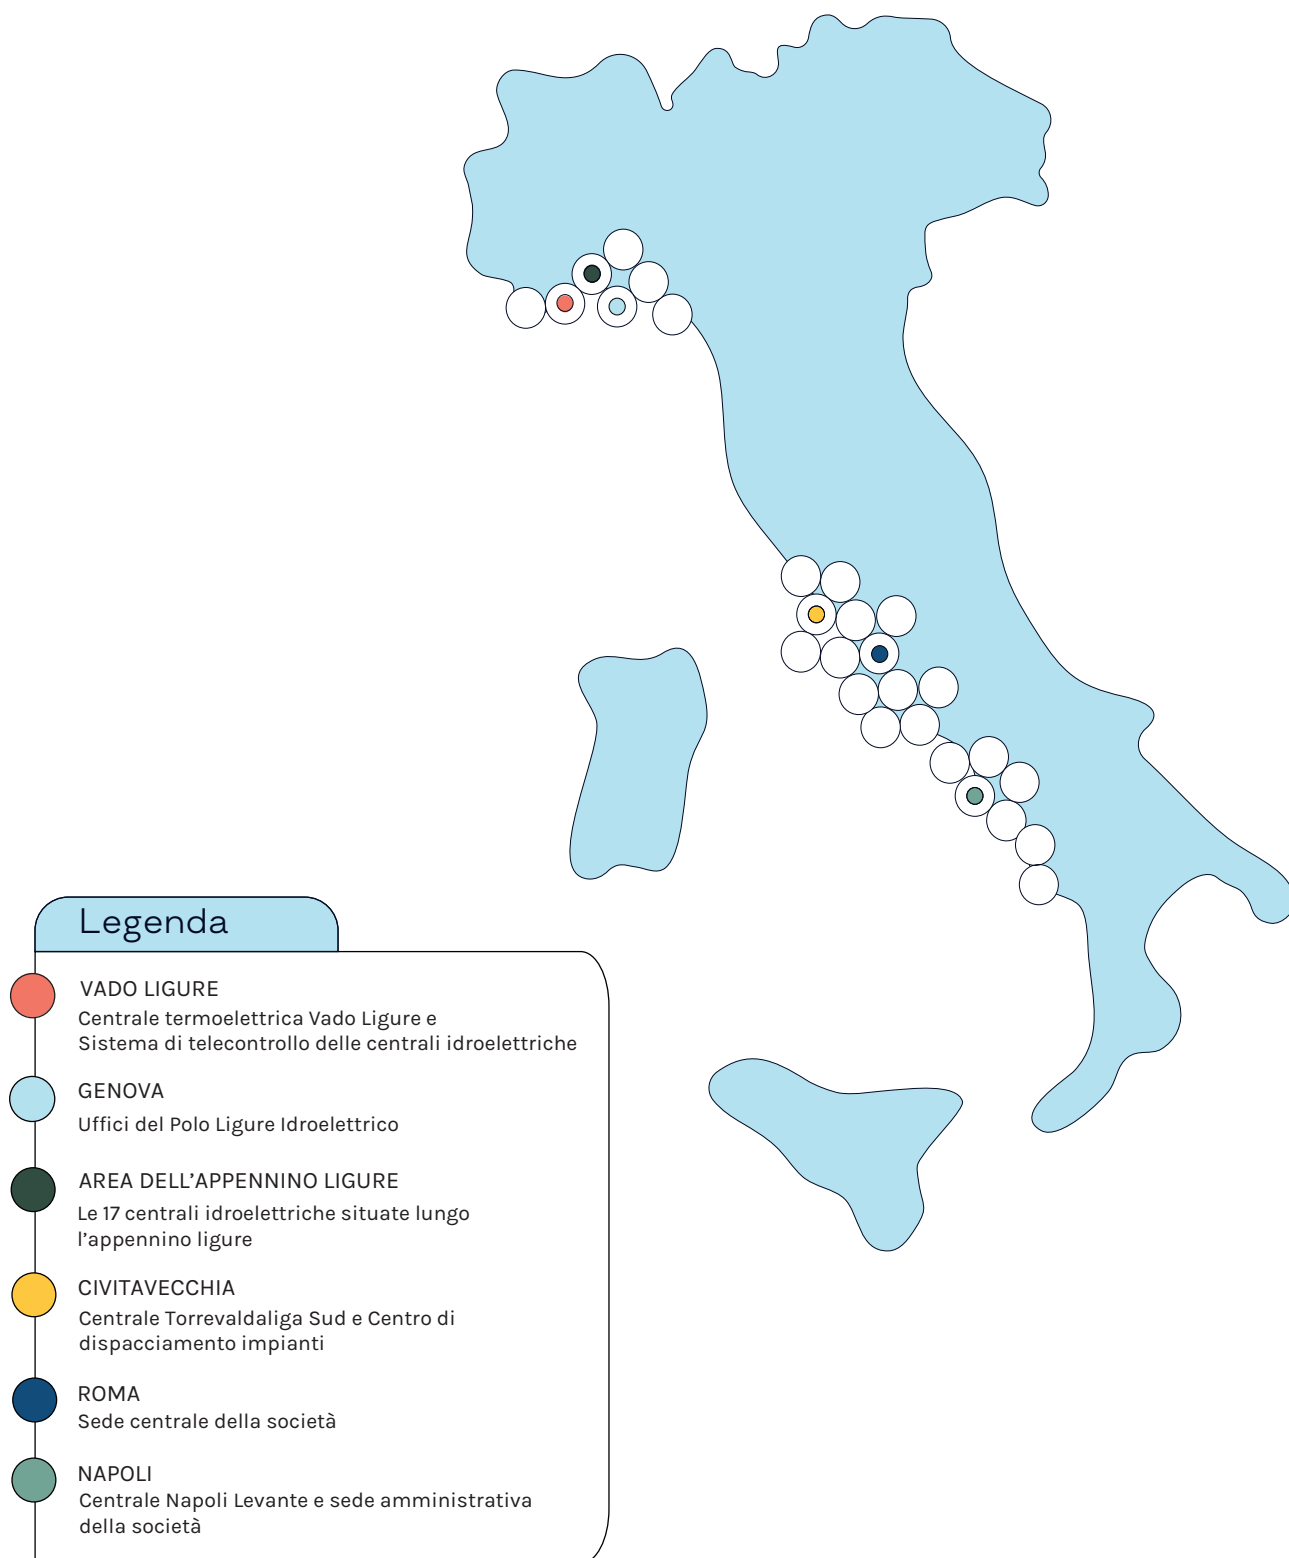 Legenda
VADO LIGURE
Centrale termoelettrica Vado Ligure e
Sistema di telecontrollo delle centrali idroelettriche
GENOVA
Uffici del Polo Ligure Idroelettrico
AREA DELL'APPENNINO LIGURE
Le 17 centrali idroelettriche situate lungo
l'appennino ligure
CIVITAVECCHIA
Centrale Torrevaldaliga Sud e Centro di
dispacciamento impianti
ROMA
Sede centrale della società
NAPOLI
Centrale Napoli Levante e sede amministrativa
della società